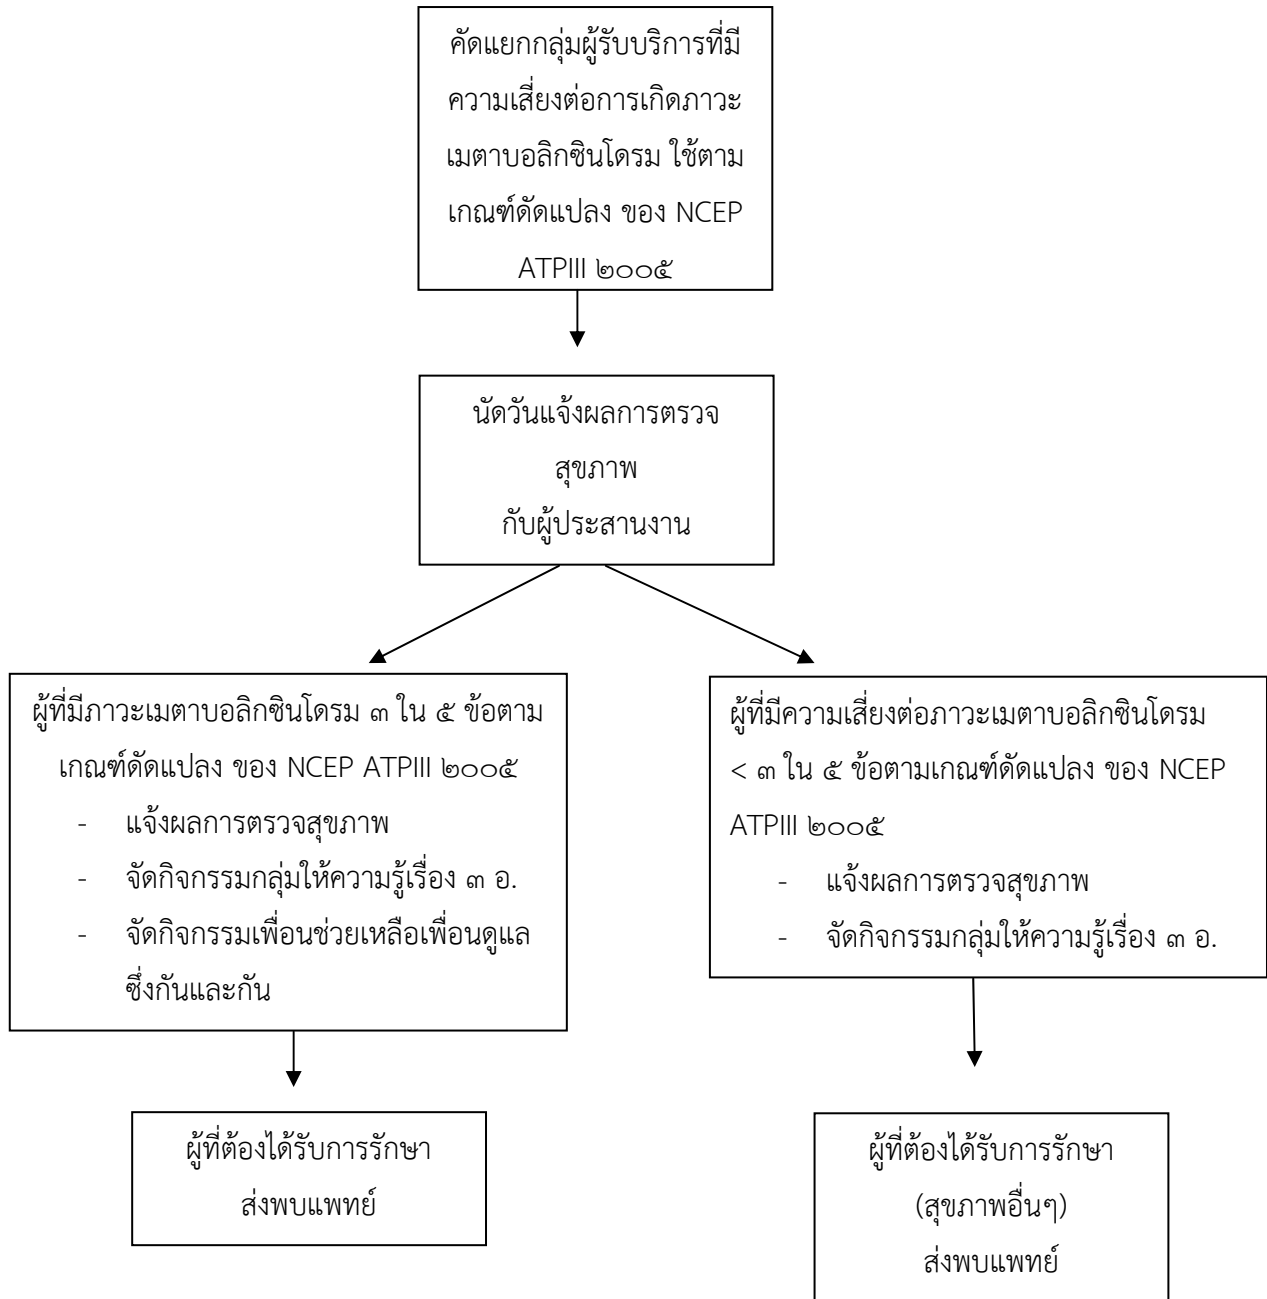 คัดแยกกลุ่มผู้รับบริการที่มี
ความเสี่ยงต่อการเกิดภาวะ
เมตาบอลิกซินโดรม ใช้ตาม
เกณฑ์ดัดแปลง ของ NCEP
ATPIII ๒๐๐๕
นัดวันแจ้งผลการตรวจ
สุขภาพ
กับผู้ประสานงาน
ผู้ที่มีภาวะเมตาบอลิกซินโดรม ๓ ใน ๕ ข้อตาม
เกณฑ์ดัดแปลง ของ NCEP ATPIII ๒๐๐๕
- แจ้งผลการตรวจสุขภาพ
- จัดกิจกรรมกลุ่มให้ความรู้เรื่อง ๓ อ.
- จัดกิจกรรมเพื่อนช่วยเหลือเพื่อนดูแล
ซึ่งกันและกัน
ผู้ที่มีความเสี่ยงต่อภาวะเมตาบอลิกซินโดรม
< ๓ ใน ๕ ข้อตามเกณฑ์ดัดแปลง ของ NCEP
ATPIII ๒๐๐๕
- แจ้งผลการตรวจสุขภาพ
- จัดกิจกรรมกลุ่มให้ความรู้เรื่อง ๓ อ.
ผู้ที่ต้องได้รับการรักษา
ส่งพบแพทย์
ผู้ที่ต้องได้รับการรักษา
(สุขภาพอื่นๆ)
ส่งพบแพทย์